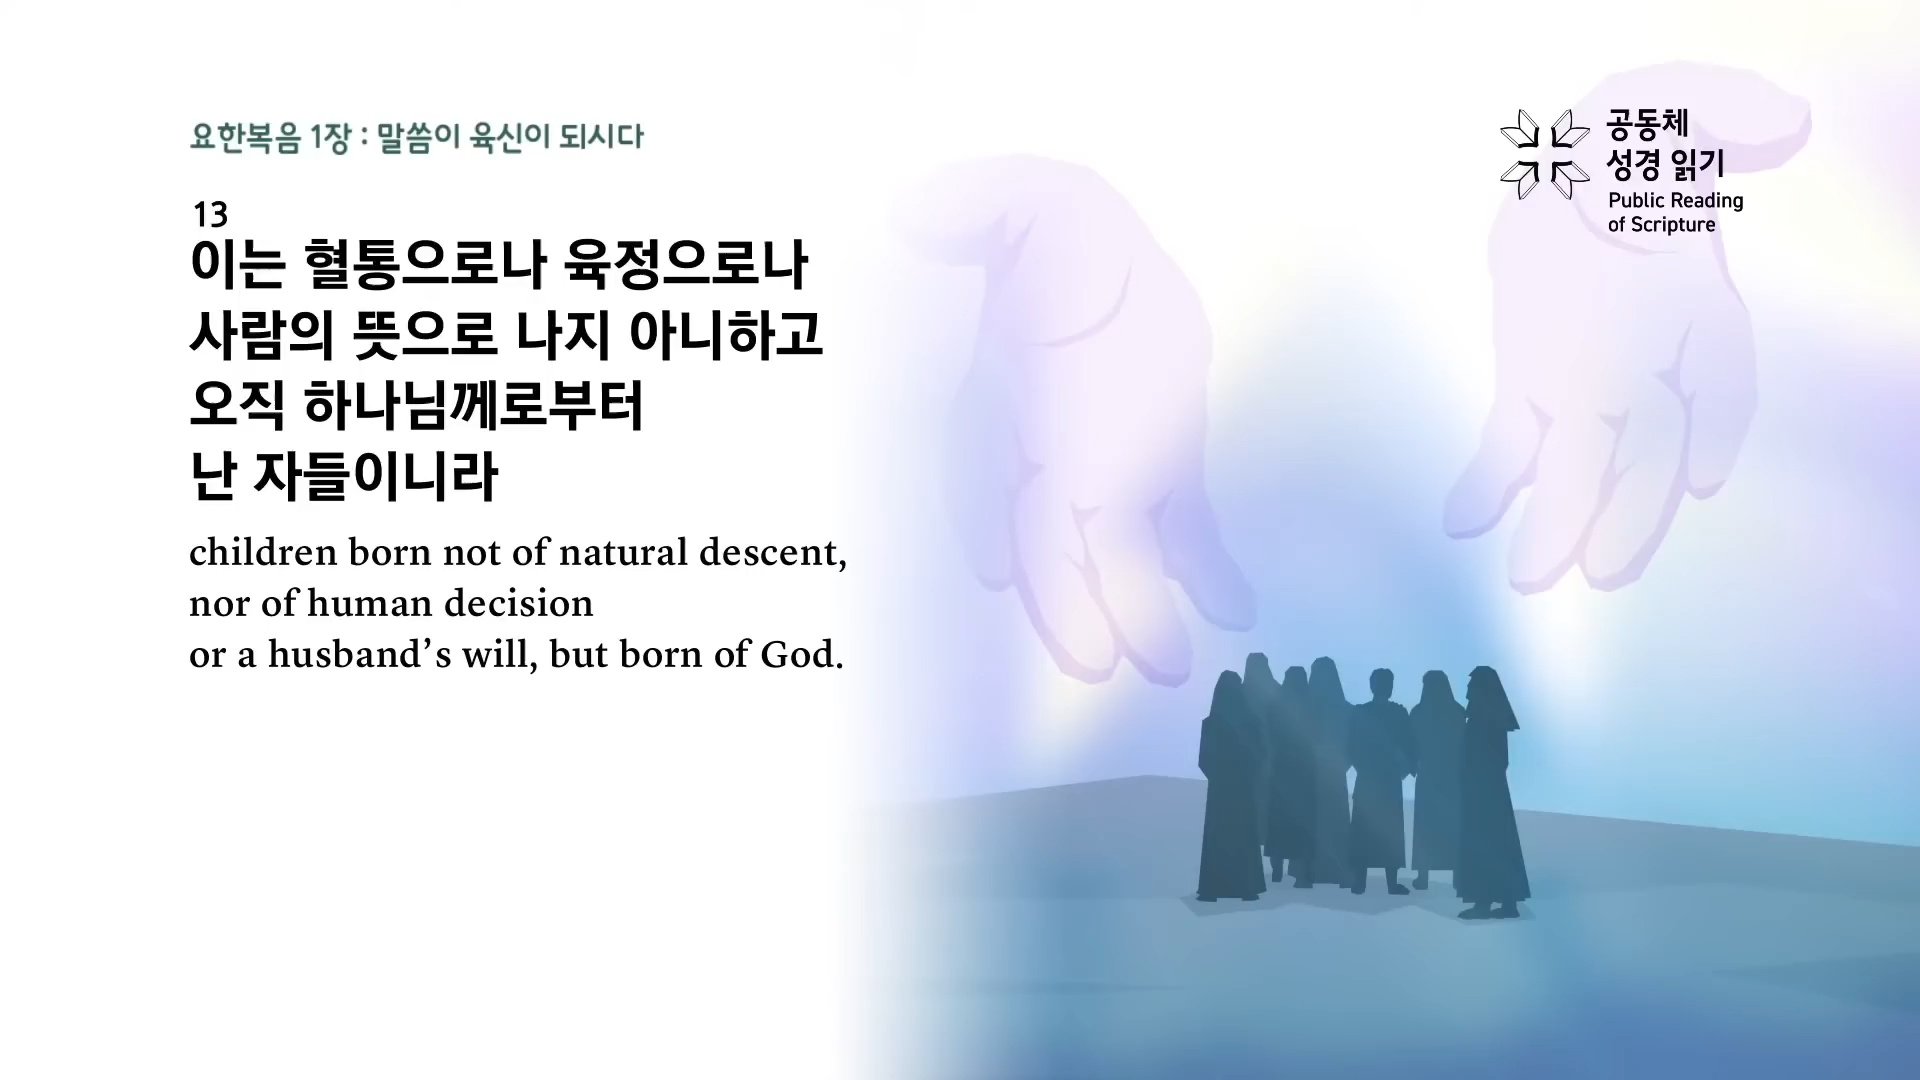 요한복음 1장 : 말씀이 육신이 되시다
13
이는 혈통으로나 육정으로나
사람의 뜻으로 나지 아니하고
오직 하나님께로부터
난 자들이니라
children born not of natural descent,
nor of human decision
or a husband’s will, but born of God.
공동체
성경 읽기
Public Reading
of Scripture